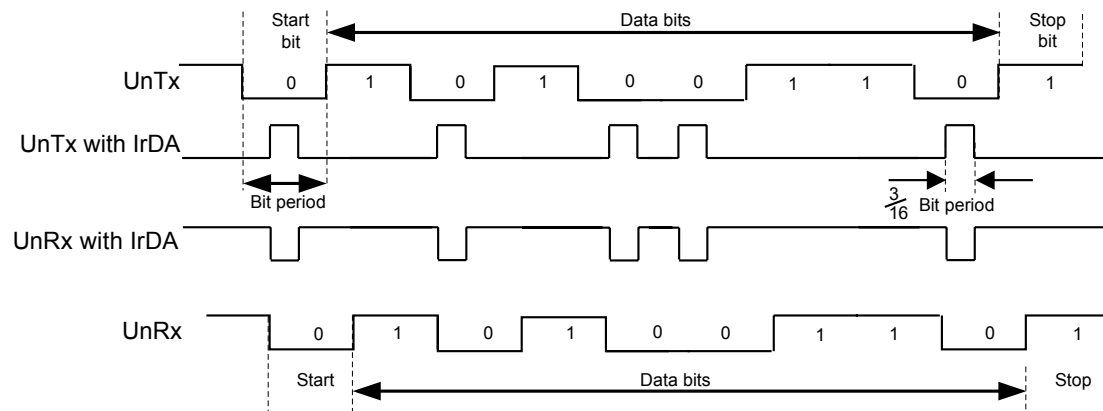 Start
bit
Data bits
Stop
bit
UnTx
0 1 0 1 0 0 1 1 0 1
UnTx with IrDA
Bit period
3/16 Bit period
UnRx with IrDA
UnRx
0 1 0 1 0 0 1 1 0 1
Start
Data bits
Stop